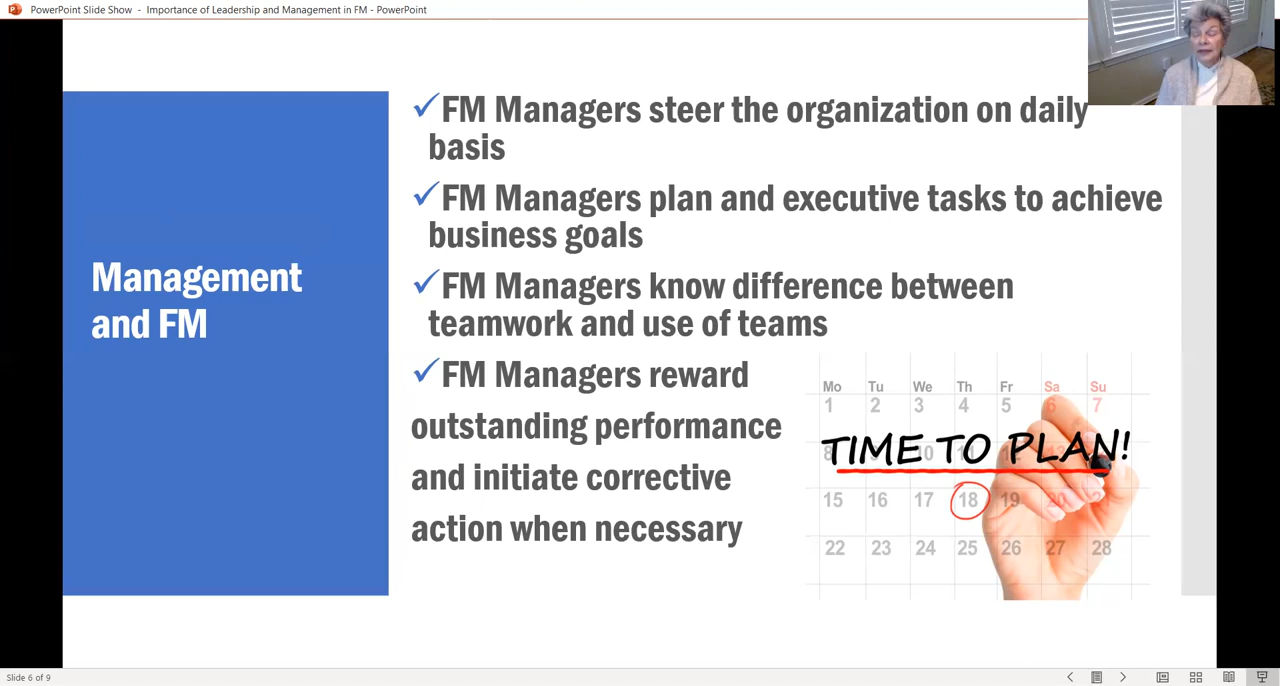 PowerPoint Slide Show - Importance of Leadership and Management in FM - PowerPoint
Management
and FM
✓FM Managers steer the organization on daily
basis
✓FM Managers plan and executive tasks to achieve
business goals
✓FM Managers know difference between
teamwork and use of teams
✓FM Managers reward
outstanding performance
and initiate corrective
action when necessary
Mo Tu We Th Fr Sa Su
1 2 3 4 5 6 7
8 10
TIME TO PLAN!
15 16 17 18 19 20
22 23 24 25 26 27 28
Slide 6 of 9